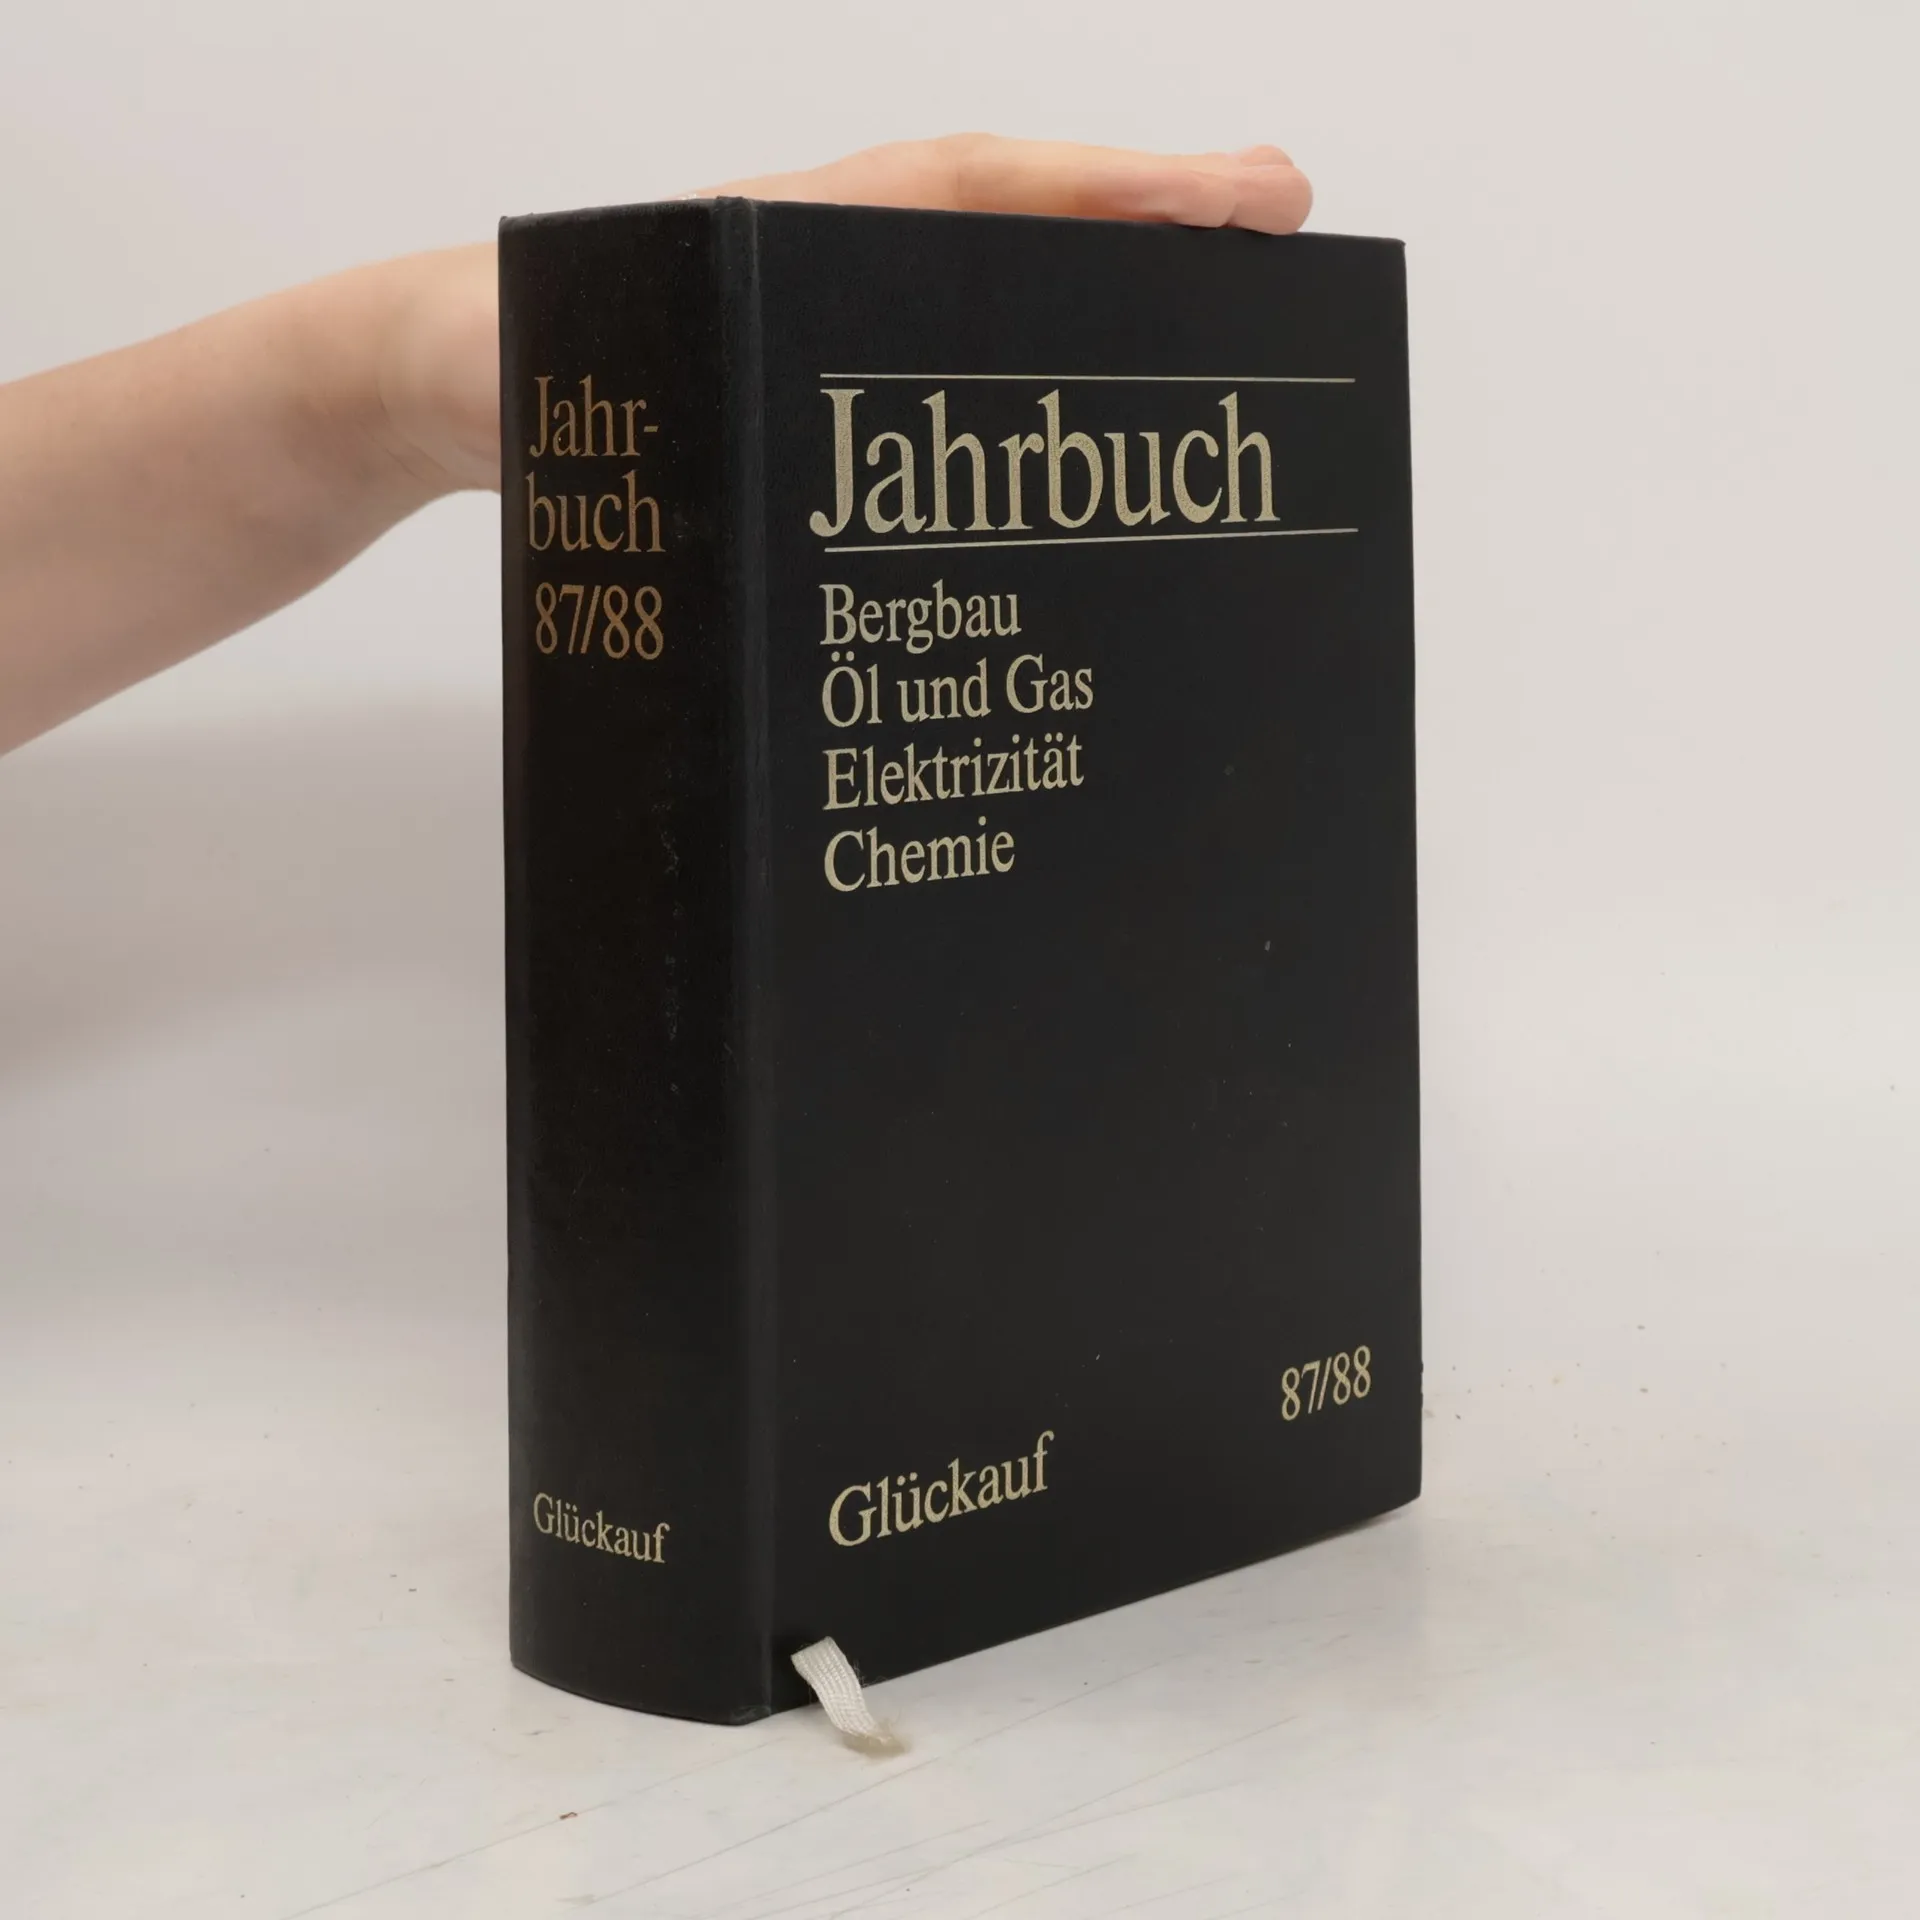 Jahr-
buch
87/88
Glückauf
Jahrbuch
Bergbau
Öl und Gas
Elektrizität
Chemie
87/88
Glückauf